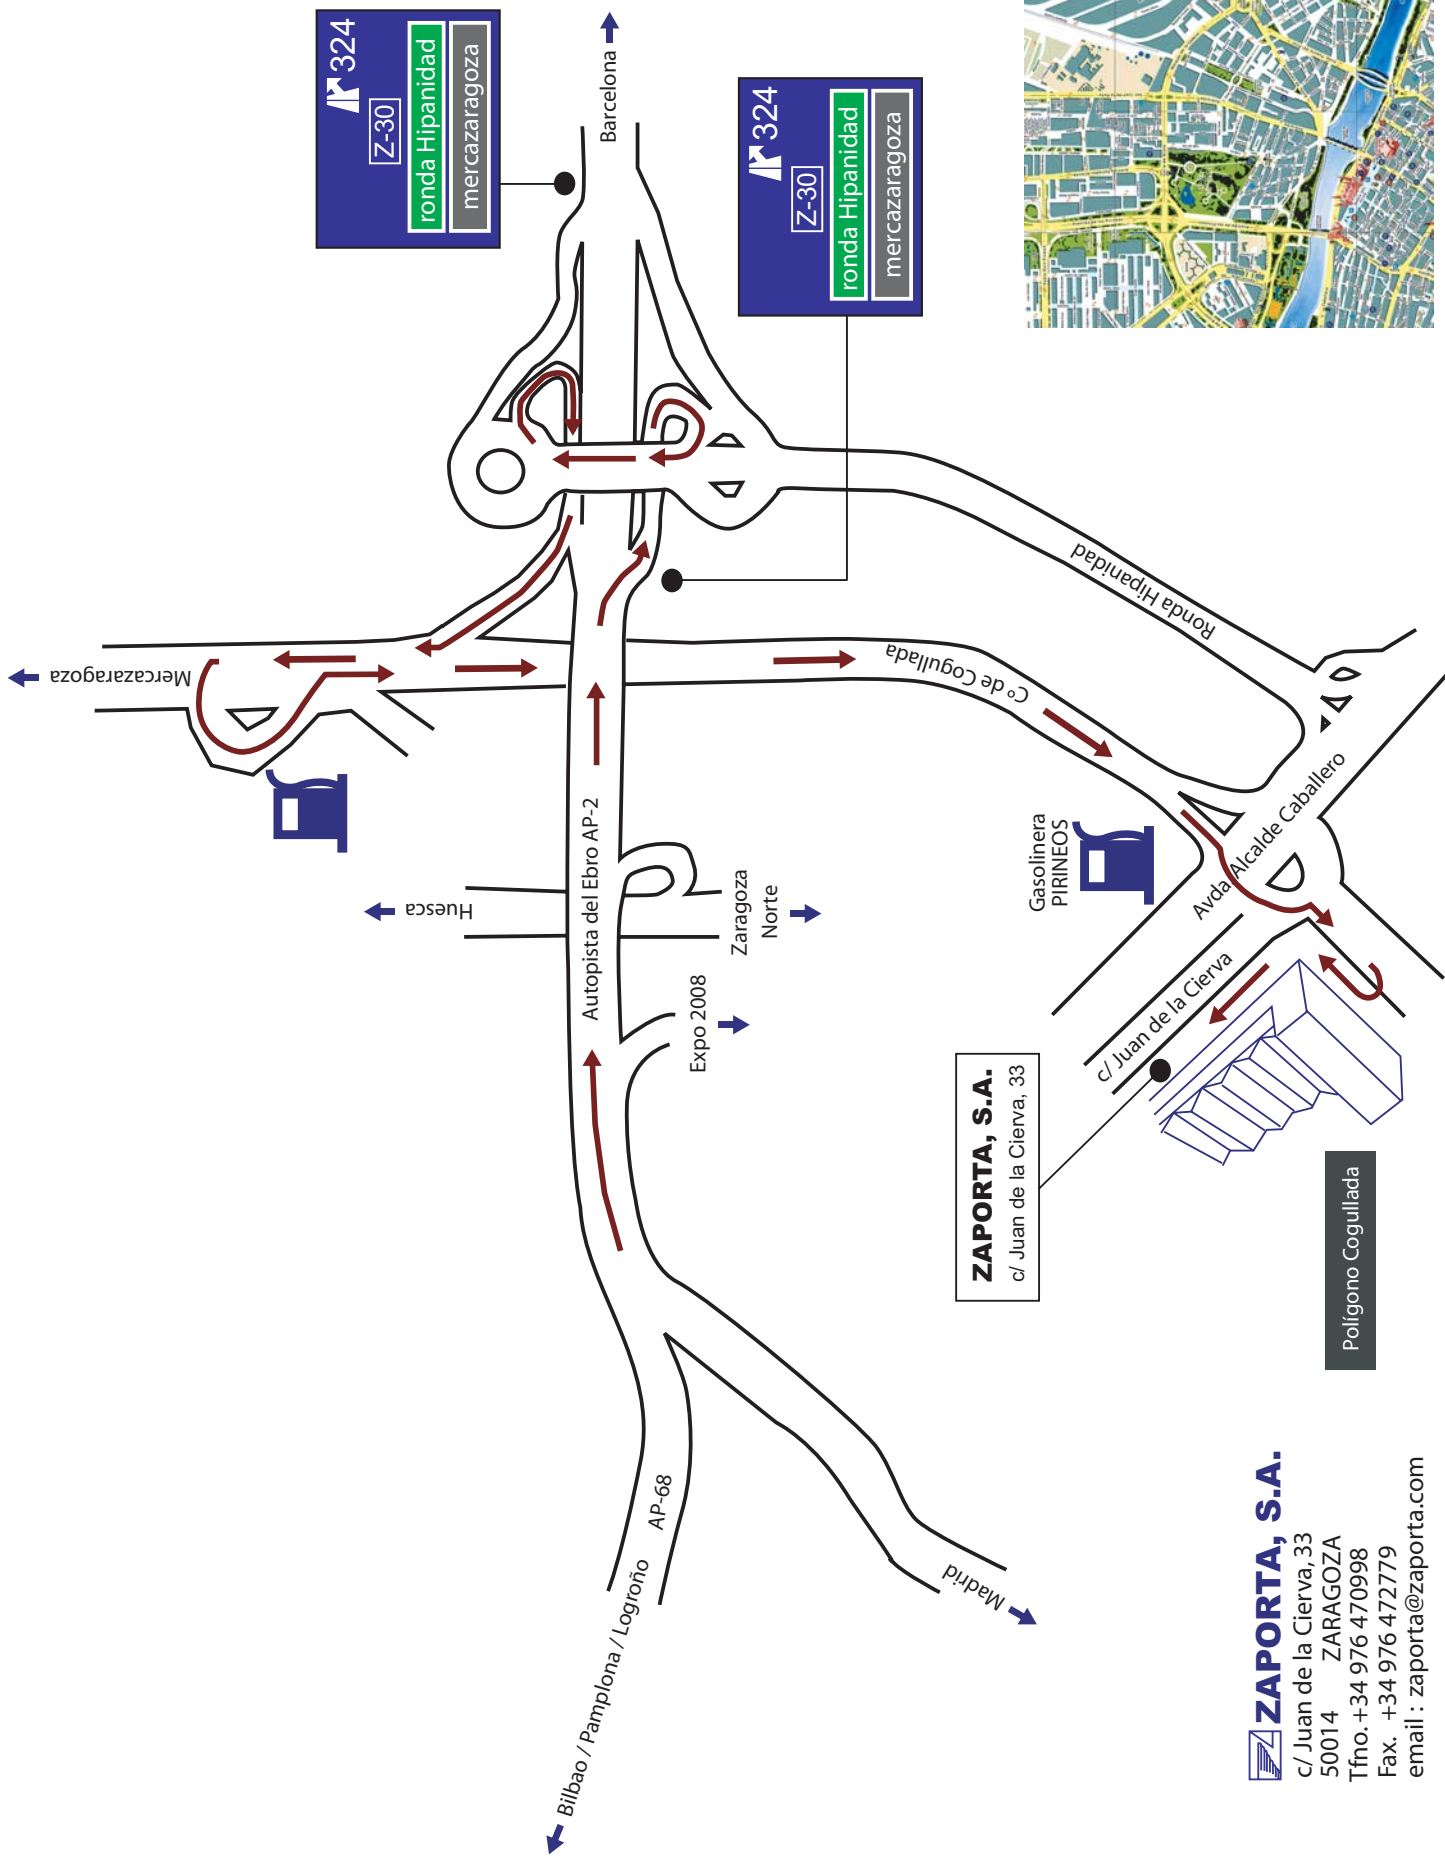 Bilbao / Pamplona / Logroño
AP-68
Madrid
Expo 2008
Zaragoza
Norte
Huesca
Autopista del Ebro AP-2
Mercazaragoza
324
Z-30
ronda Hipanidad
mercazaragoza
Barcelona
324
Z-30
ronda Hipanidad
mercazaragoza
Cº de Cogullada
Ronda Hipanidad
Gasolinera
PIRINEOS
Avda Alcalde Caballero
c/ Juan de la Cierva
ZAPORTA, S.A.
c/ Juan de la Cierva, 33
Polígono Cogullada
ZAPORTA, S.A.
c/ Juan de la Cierva, 33
50014 ZARAGOZA
Tfno. +34 976 470998
Fax. +34 976 472779
email : zaporta@zaporta.com